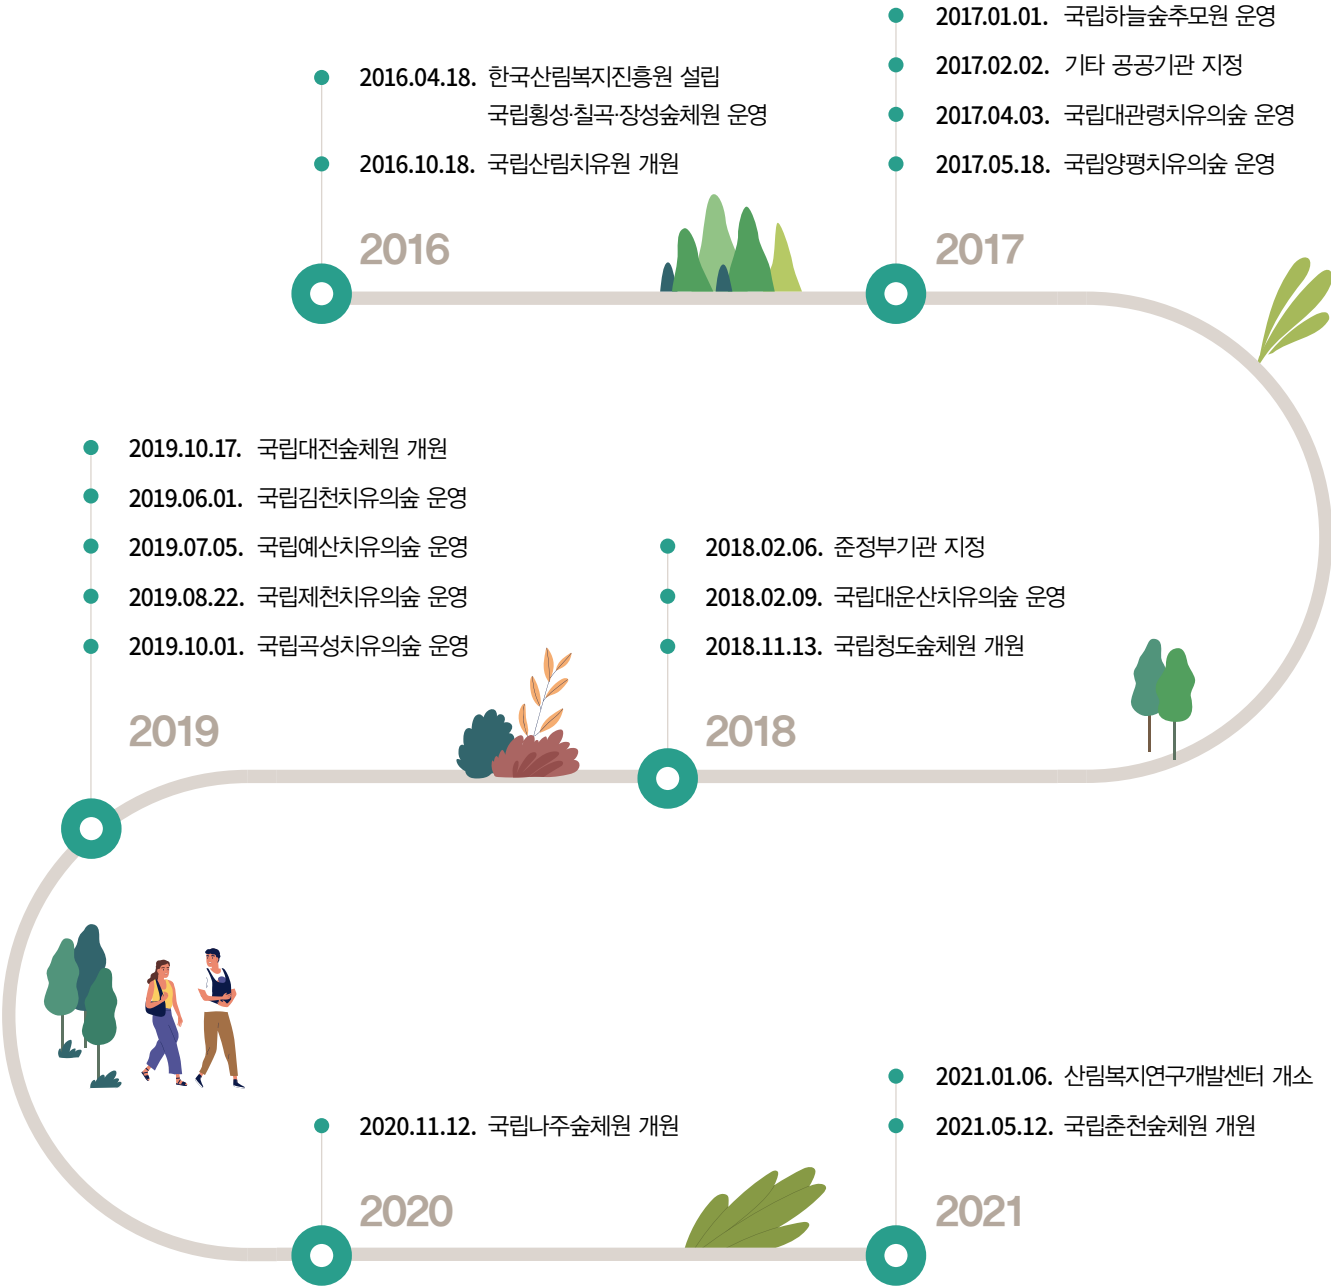 2016.04.18. 한국산림복지진흥원 설립
국립횡성·칠곡·장성숲체원 운영
2016.10.18. 국립산림치유원 개원
2016
2017.01.01. 국립하늘숲추모원 운영
2017.02.02. 기타 공공기관 지정
2017.04.03. 국립대관령치유의숲 운영
2017.05.18. 국립양평치유의숲 운영
2017
2018.02.06. 준정부기관 지정
2018.02.09. 국립대운산치유의숲 운영
2018.11.13. 국립청도숲체원 개원
2018
2019.10.17. 국립대전숲체원 개원
2019.06.01. 국립김천치유의숲 운영
2019.07.05. 국립예산치유의숲 운영
2019.08.22. 국립제천치유의숲 운영
2019.10.01. 국립곡성치유의숲 운영
2019
2020.11.12. 국립나주숲체원 개원
2020
2021.01.06. 산림복지연구개발센터 개소
2021.05.12. 국립춘천숲체원 개원
2021